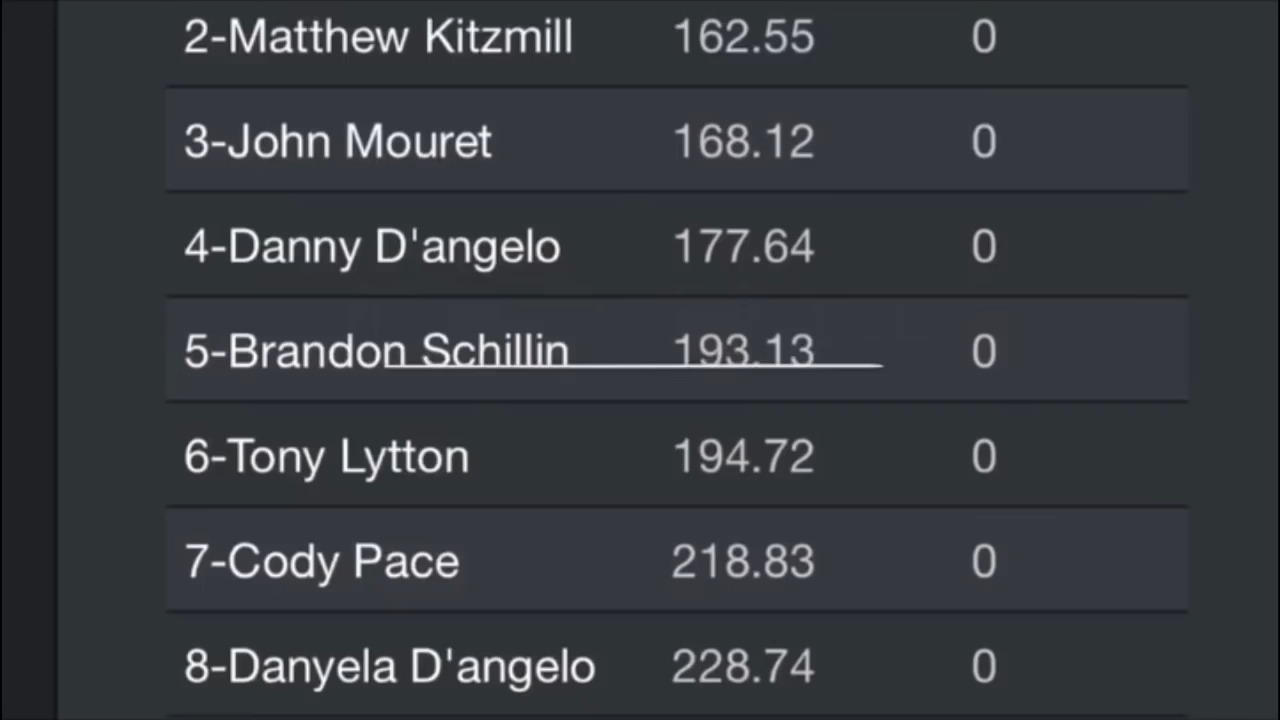 2-Matthew Kitzmill 162.55 0
3-John Mouret 168.12 0
4-Danny D'angelo 177.64 0
5-Brandon Schillin 193.13 0
6-Tony Lytton 194.72 0
7-Cody Pace 218.83 0
8-Danyela D'angelo 228.74 0